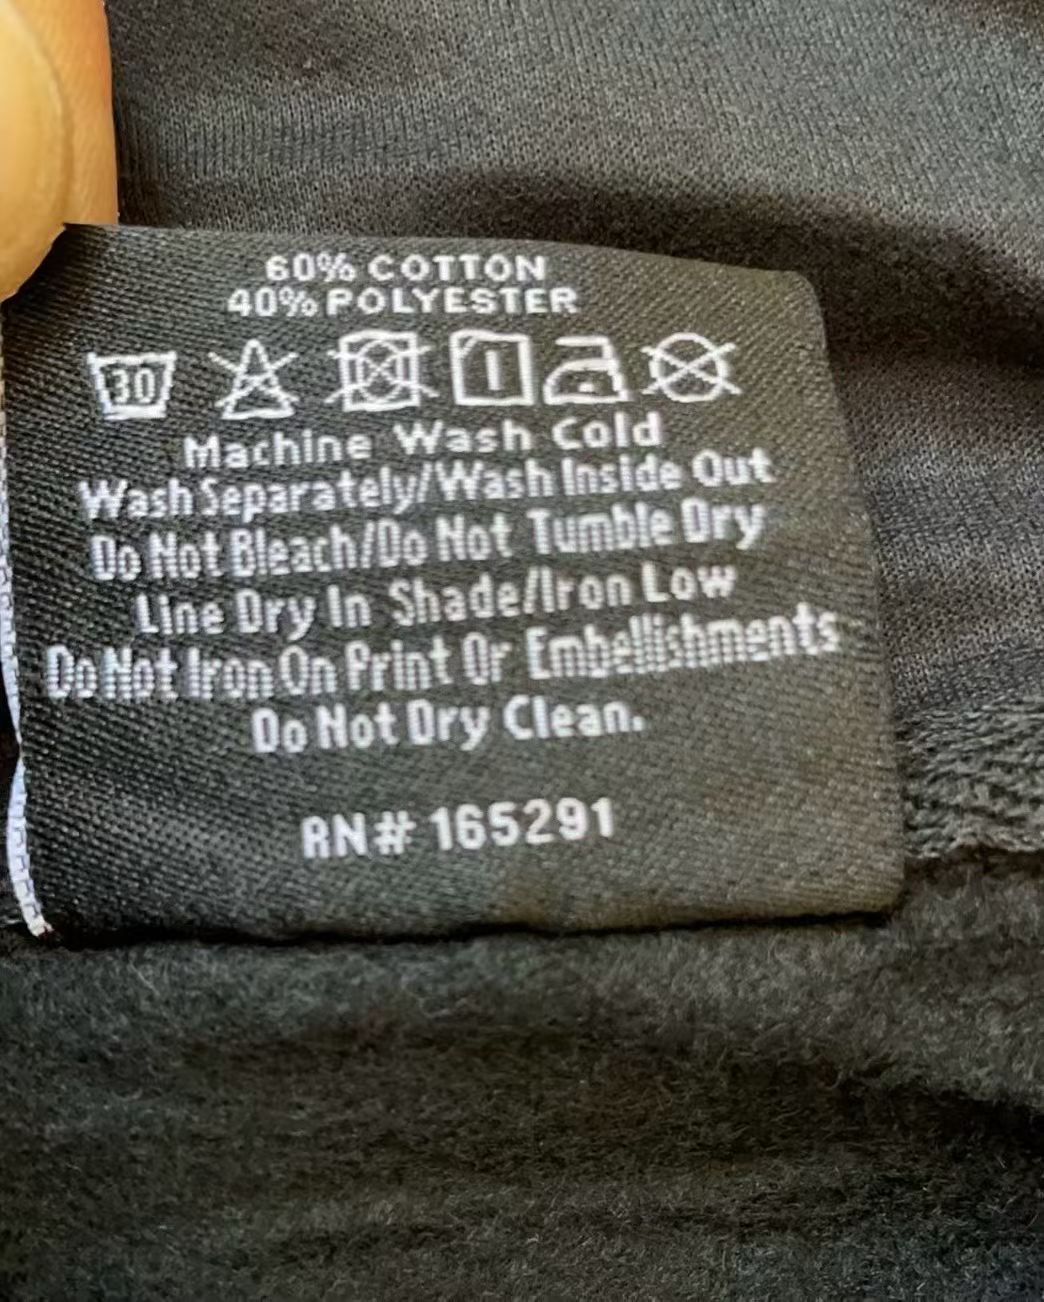 60% COTTON
40% POLYESTER
30
Machine Wash Cold
Wash Separately/Wash Inside Out
Do Not Bleach/Do Not Tumble Dry
Line Dry In Shade/Iron Low
Do Not Iron On Print Or Embellishments
Do Not Dry Clean.
RN# 165291